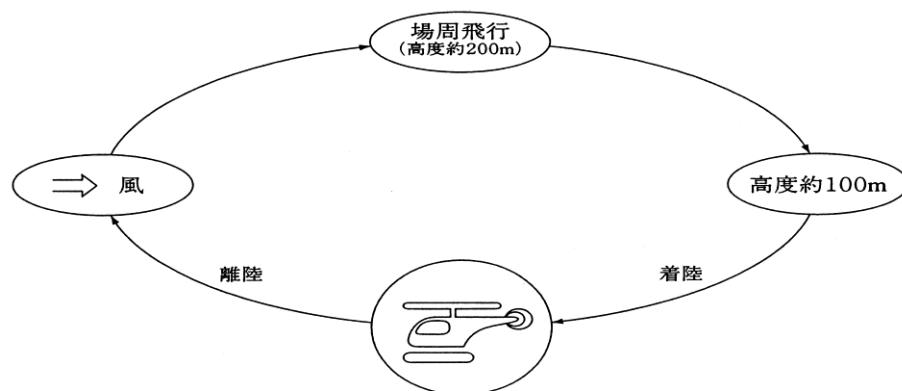 場周飛行
(高度約200m)
風
高度約100m
離陸
着陸